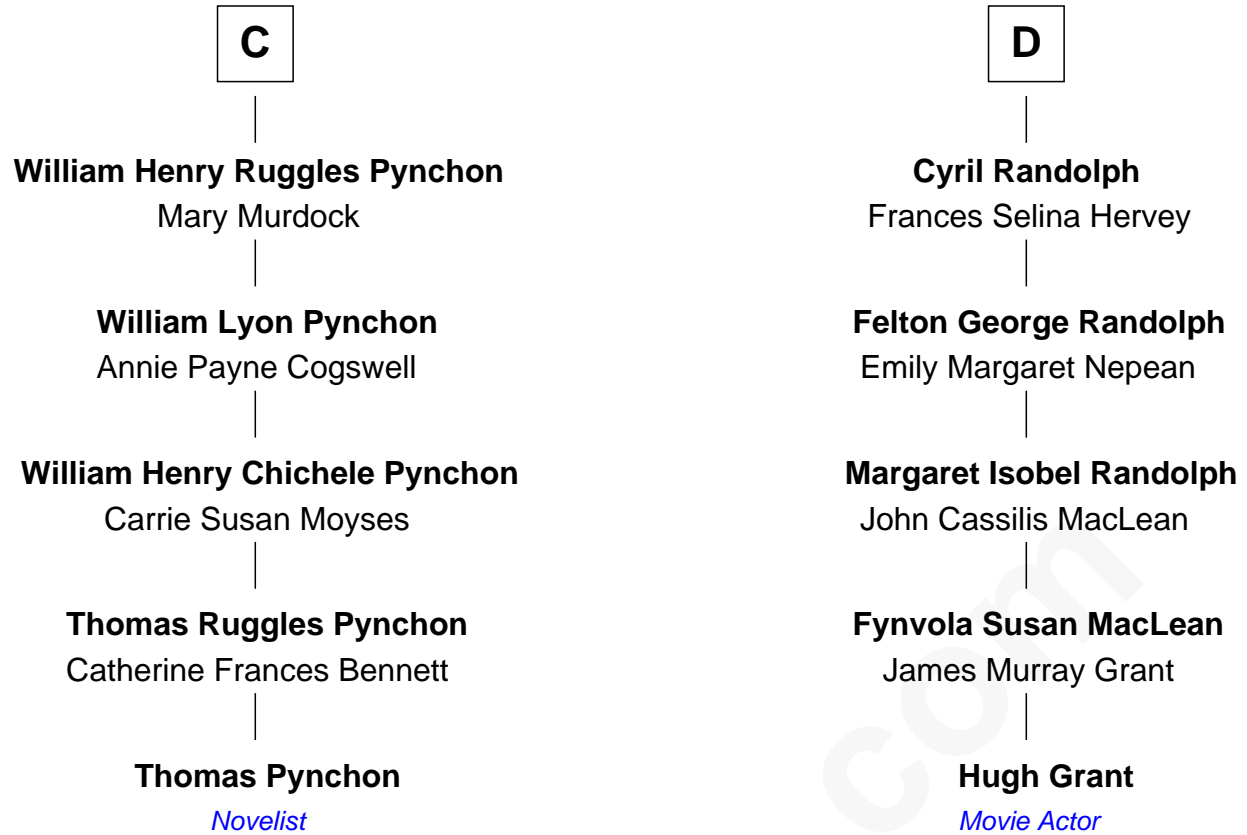 C
William Henry Ruggles Pynchon
Mary Murdock
William Lyon Pynchon
Annie Payne Cogswell
William Henry Chichele Pynchon
Carrie Susan Moyses
Thomas Ruggles Pynchon
Catherine Frances Bennett
Thomas Pynchon
Novelist
D
Cyril Randolph
Frances Selina Hervey
Felton George Randolph
Emily Margaret Nepean
Margaret Isobel Randolph
John Cassilis MacLean
Fynvola Susan MacLean
James Murray Grant
Hugh Grant
Movie Actor
com